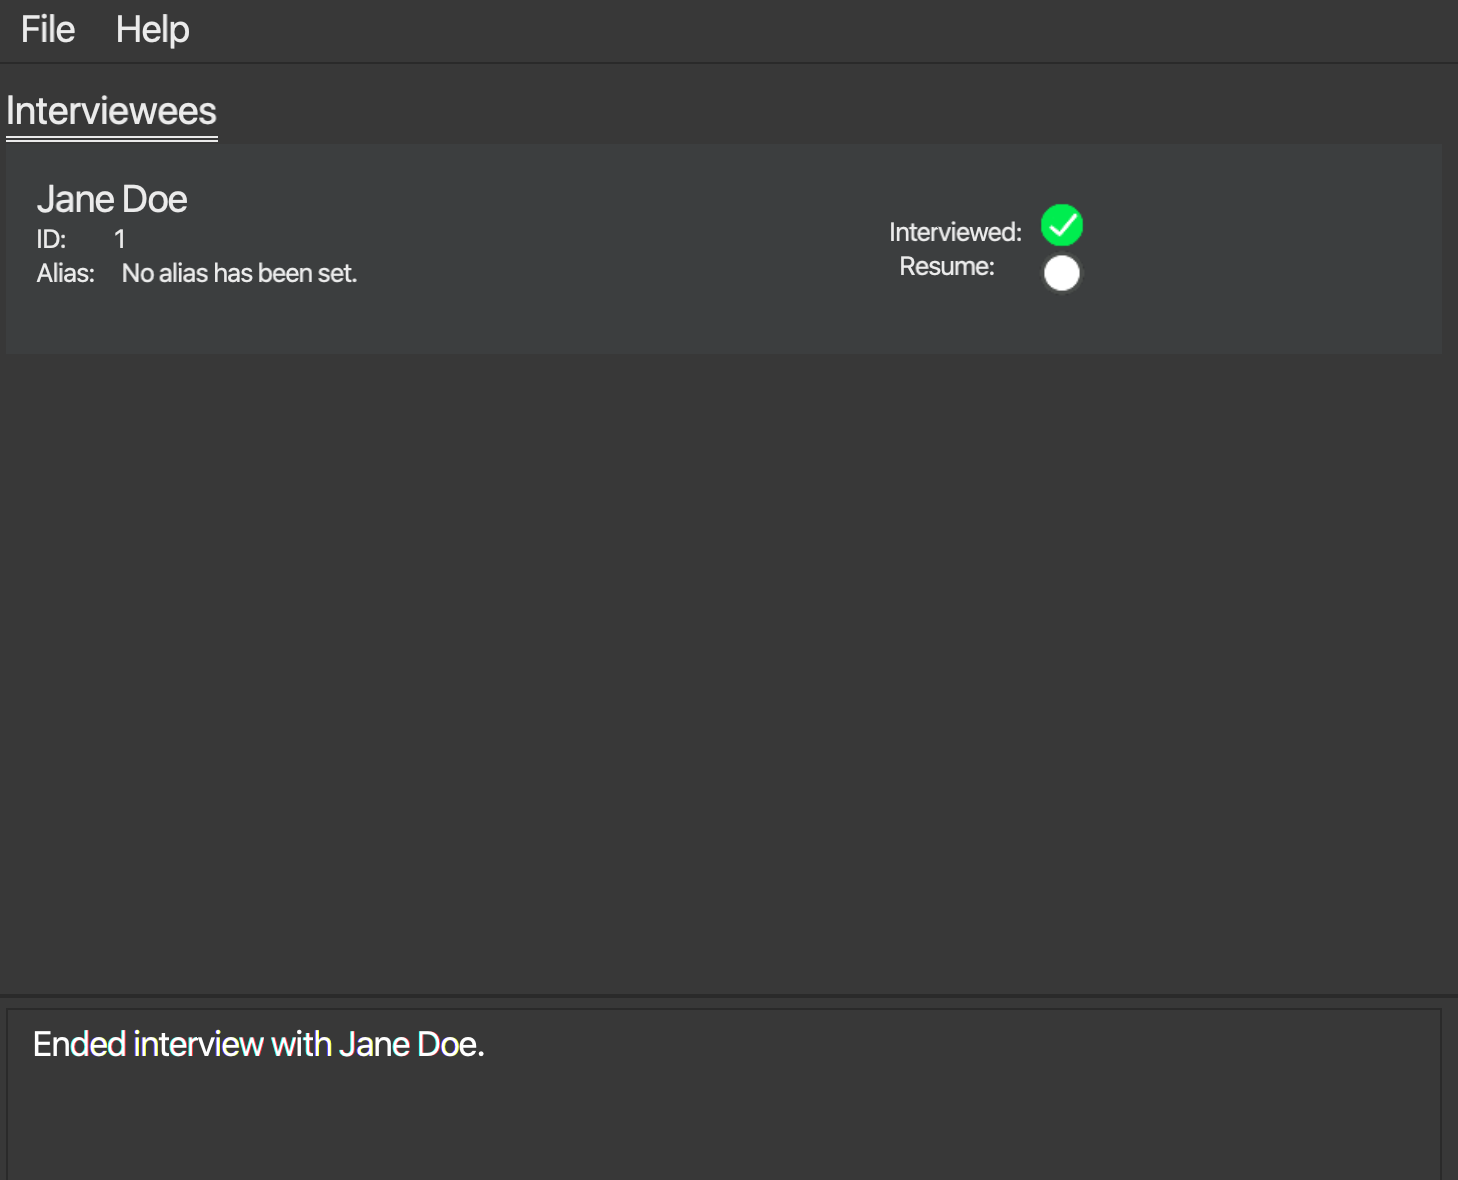 File Help
Interviewees
Jane Doe
ID: 1
Alias: No alias has been set.
Interviewed:
Resume:
Ended interview with Jane Doe.